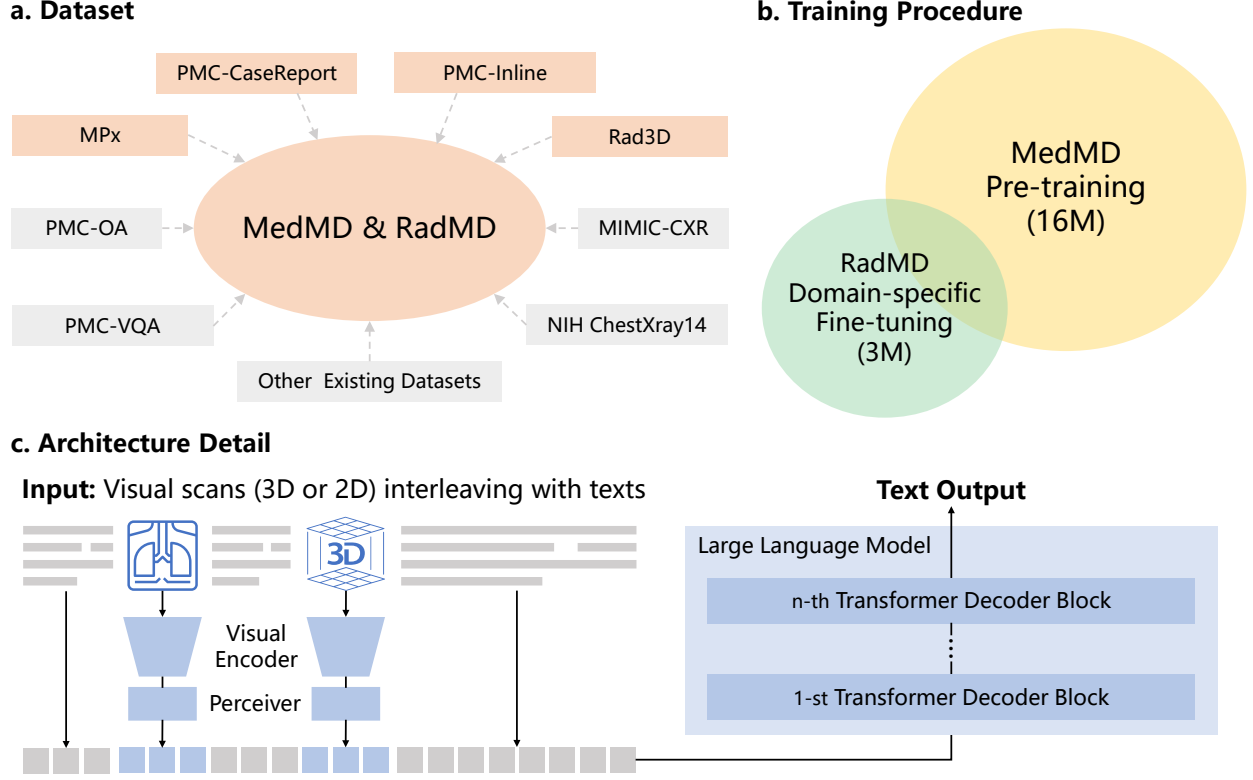 a. Dataset
PMC-CaseReport
PMC-Inline
MPx
Rad3D
MedMD & RadMD
PMC-OA
MIMIC-CXR
PMC-VQA
NIH ChestXray14
Other Existing Datasets
b. Training Procedure
MedMD
Pre-training
(16M)
RadMD
Domain-specific
Fine-tuning
(3M)
c. Architecture Detail
Input: Visual scans (3D or 2D) interleaving with texts
3D
Visual
Encoder
Perceiver
Text Output
Large Language Model
n-th Transformer Decoder Block
1-st Transformer Decoder Block